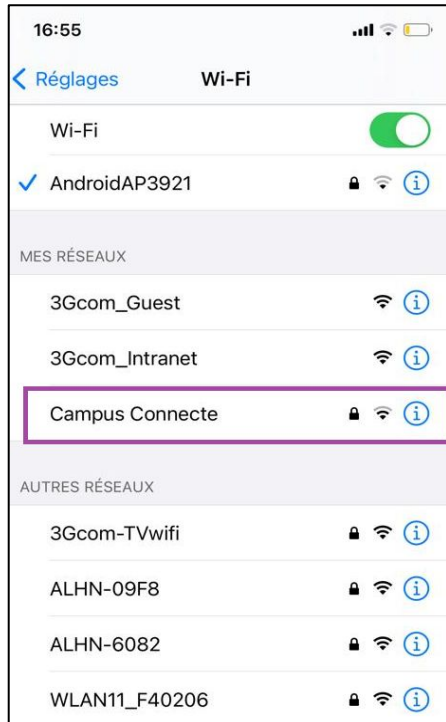 16:55
Réglages Wi-Fi
Wi-Fi
AndroidAP3921
MES RÉSEAUX
3Gcom_Guest
3Gcom_Intranet
Campus Connecte
AUTRES RÉSEAUX
3Gcom-TVwifi
ALHN-09F8
ALHN-6082
WLAN11_F40206